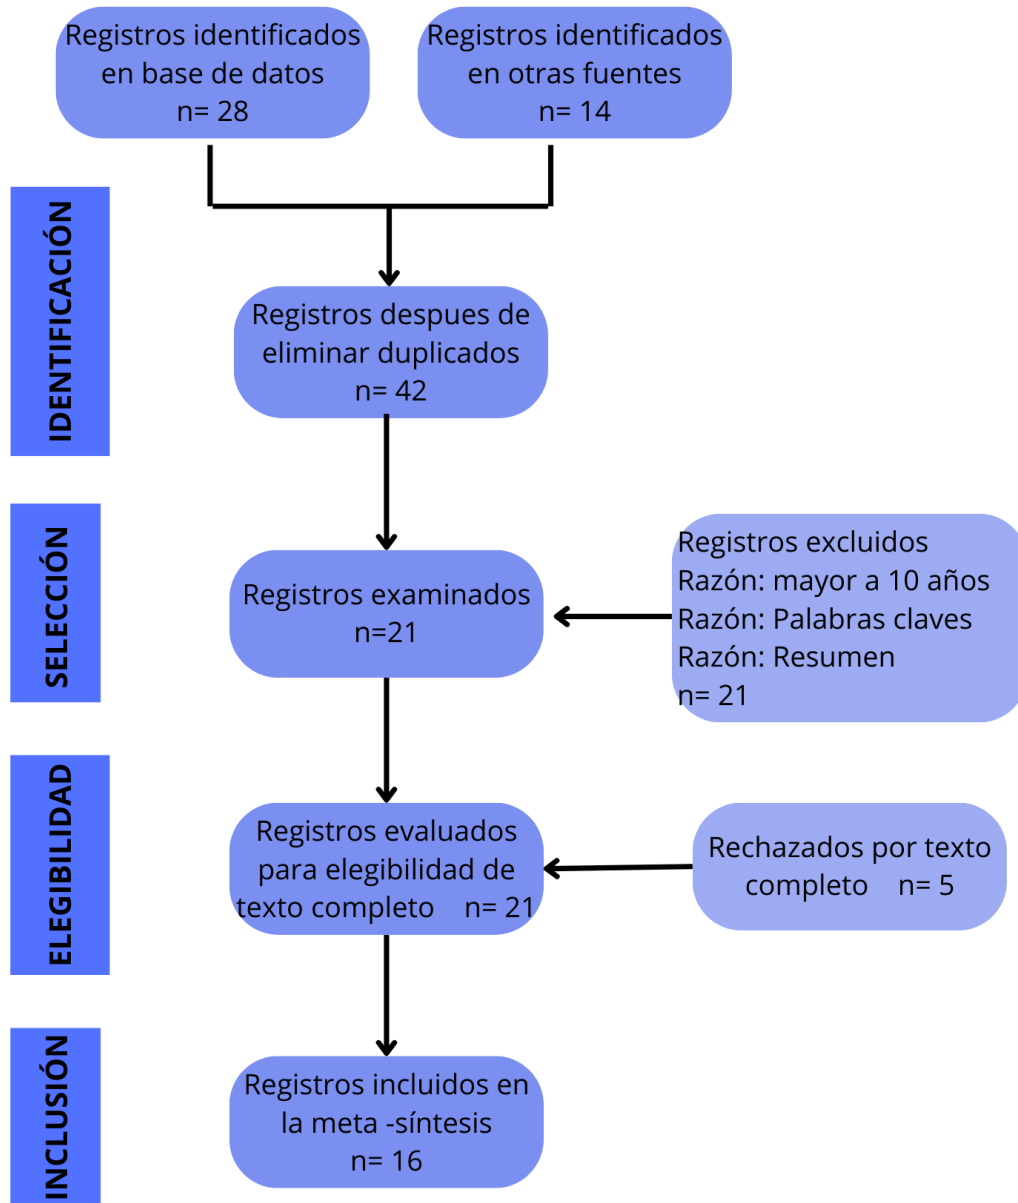 Registros identificados
en base de datos
n= 28
Registros identificados
en otras fuentes
n= 14
IDENTIFICACIÓN
Registros despues de
eliminar duplicados
n= 42
SELECCIÓN
Registros examinados
n=21
Registros excluidos
Razón: mayor a 10 años
Razón: Palabras claves
Razón: Resumen
n= 21
ELEGIBILIDAD
Registros evaluados
para elegibilidad de
texto completo n= 21
Rechazados por texto
completo n= 5
INCLUSIÓN
Registros incluidos en
la meta -síntesis
n= 16